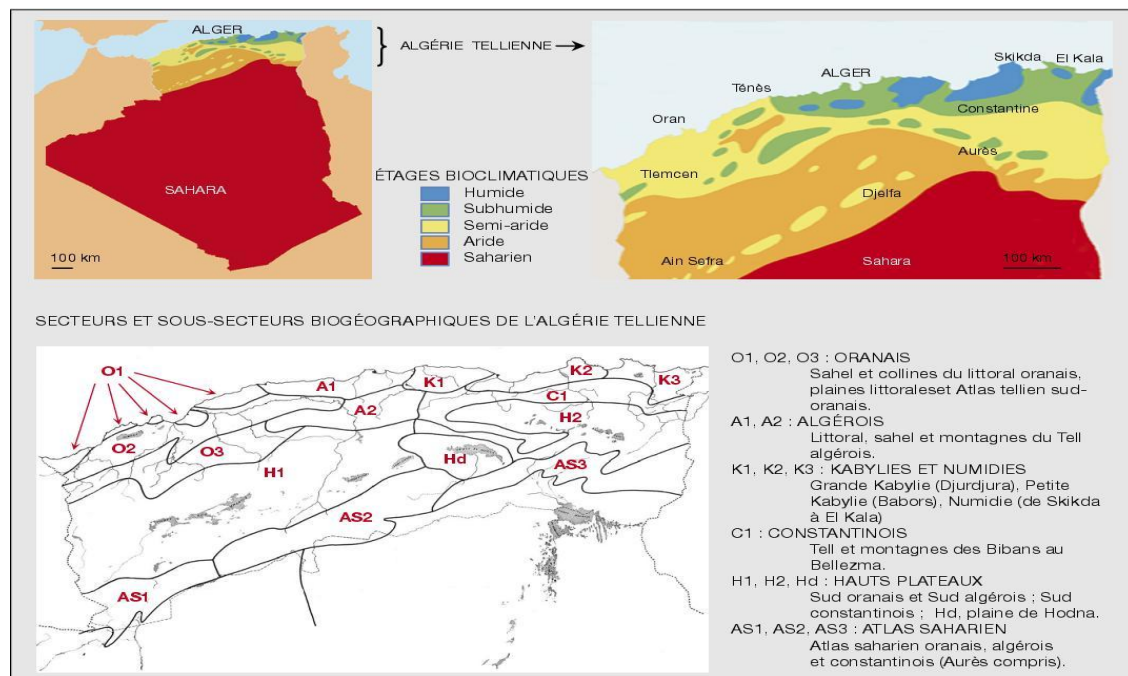 ALGER
ALGÉRIE TELLIENNE
SAHARA
100 km
ÉTAGES BIOCLIMATIQUES
Humide
Subhumide
Semi-aride
Aride
Saharien
Skikda
El Kala
ALGER
Ténès
Constantine
Oran
Aurès
Tlemcen
Djelfa
Ain Sefra
Sahara
100 km
SECTEURS ET SOUS-SECTEURS BIOGÉOGRAPHIQUES DE L'ALGÉRIE TELLIENNE
O1
A1
K1
K2
K3
C1
A2
H2
O2
O3
H1
Hd
AS3
AS2
AS1
O1, O2, O3 : ORANAIS
Sahel et collines du littoral oranais,
plaines littoraleset Atlas tellien sud-
oranais.
A1, A2 : ALGÉROIS
Littoral, sahel et montagnes du Tell
algérois.
K1, K2, K3 : KABYLIES ET NUMIDIES
Grande Kabylie (Djurdjura), Petite
Kabylie (Babors), Numidie (de Skikda
à El Kala)
C1 : CONSTANTINOIS
Tell et montagnes des Bibans au
Bellezma.
H1, H2, Hd : HAUTS PLATEAUX
Sud oranais et Sud algérois ; Sud
constantinois ; Hd, plaine de Hodna.
AS1, AS2, AS3 : ATLAS SAHARIEN
Atlas saharien oranais, algérois
et constantinois (Aurès compris).